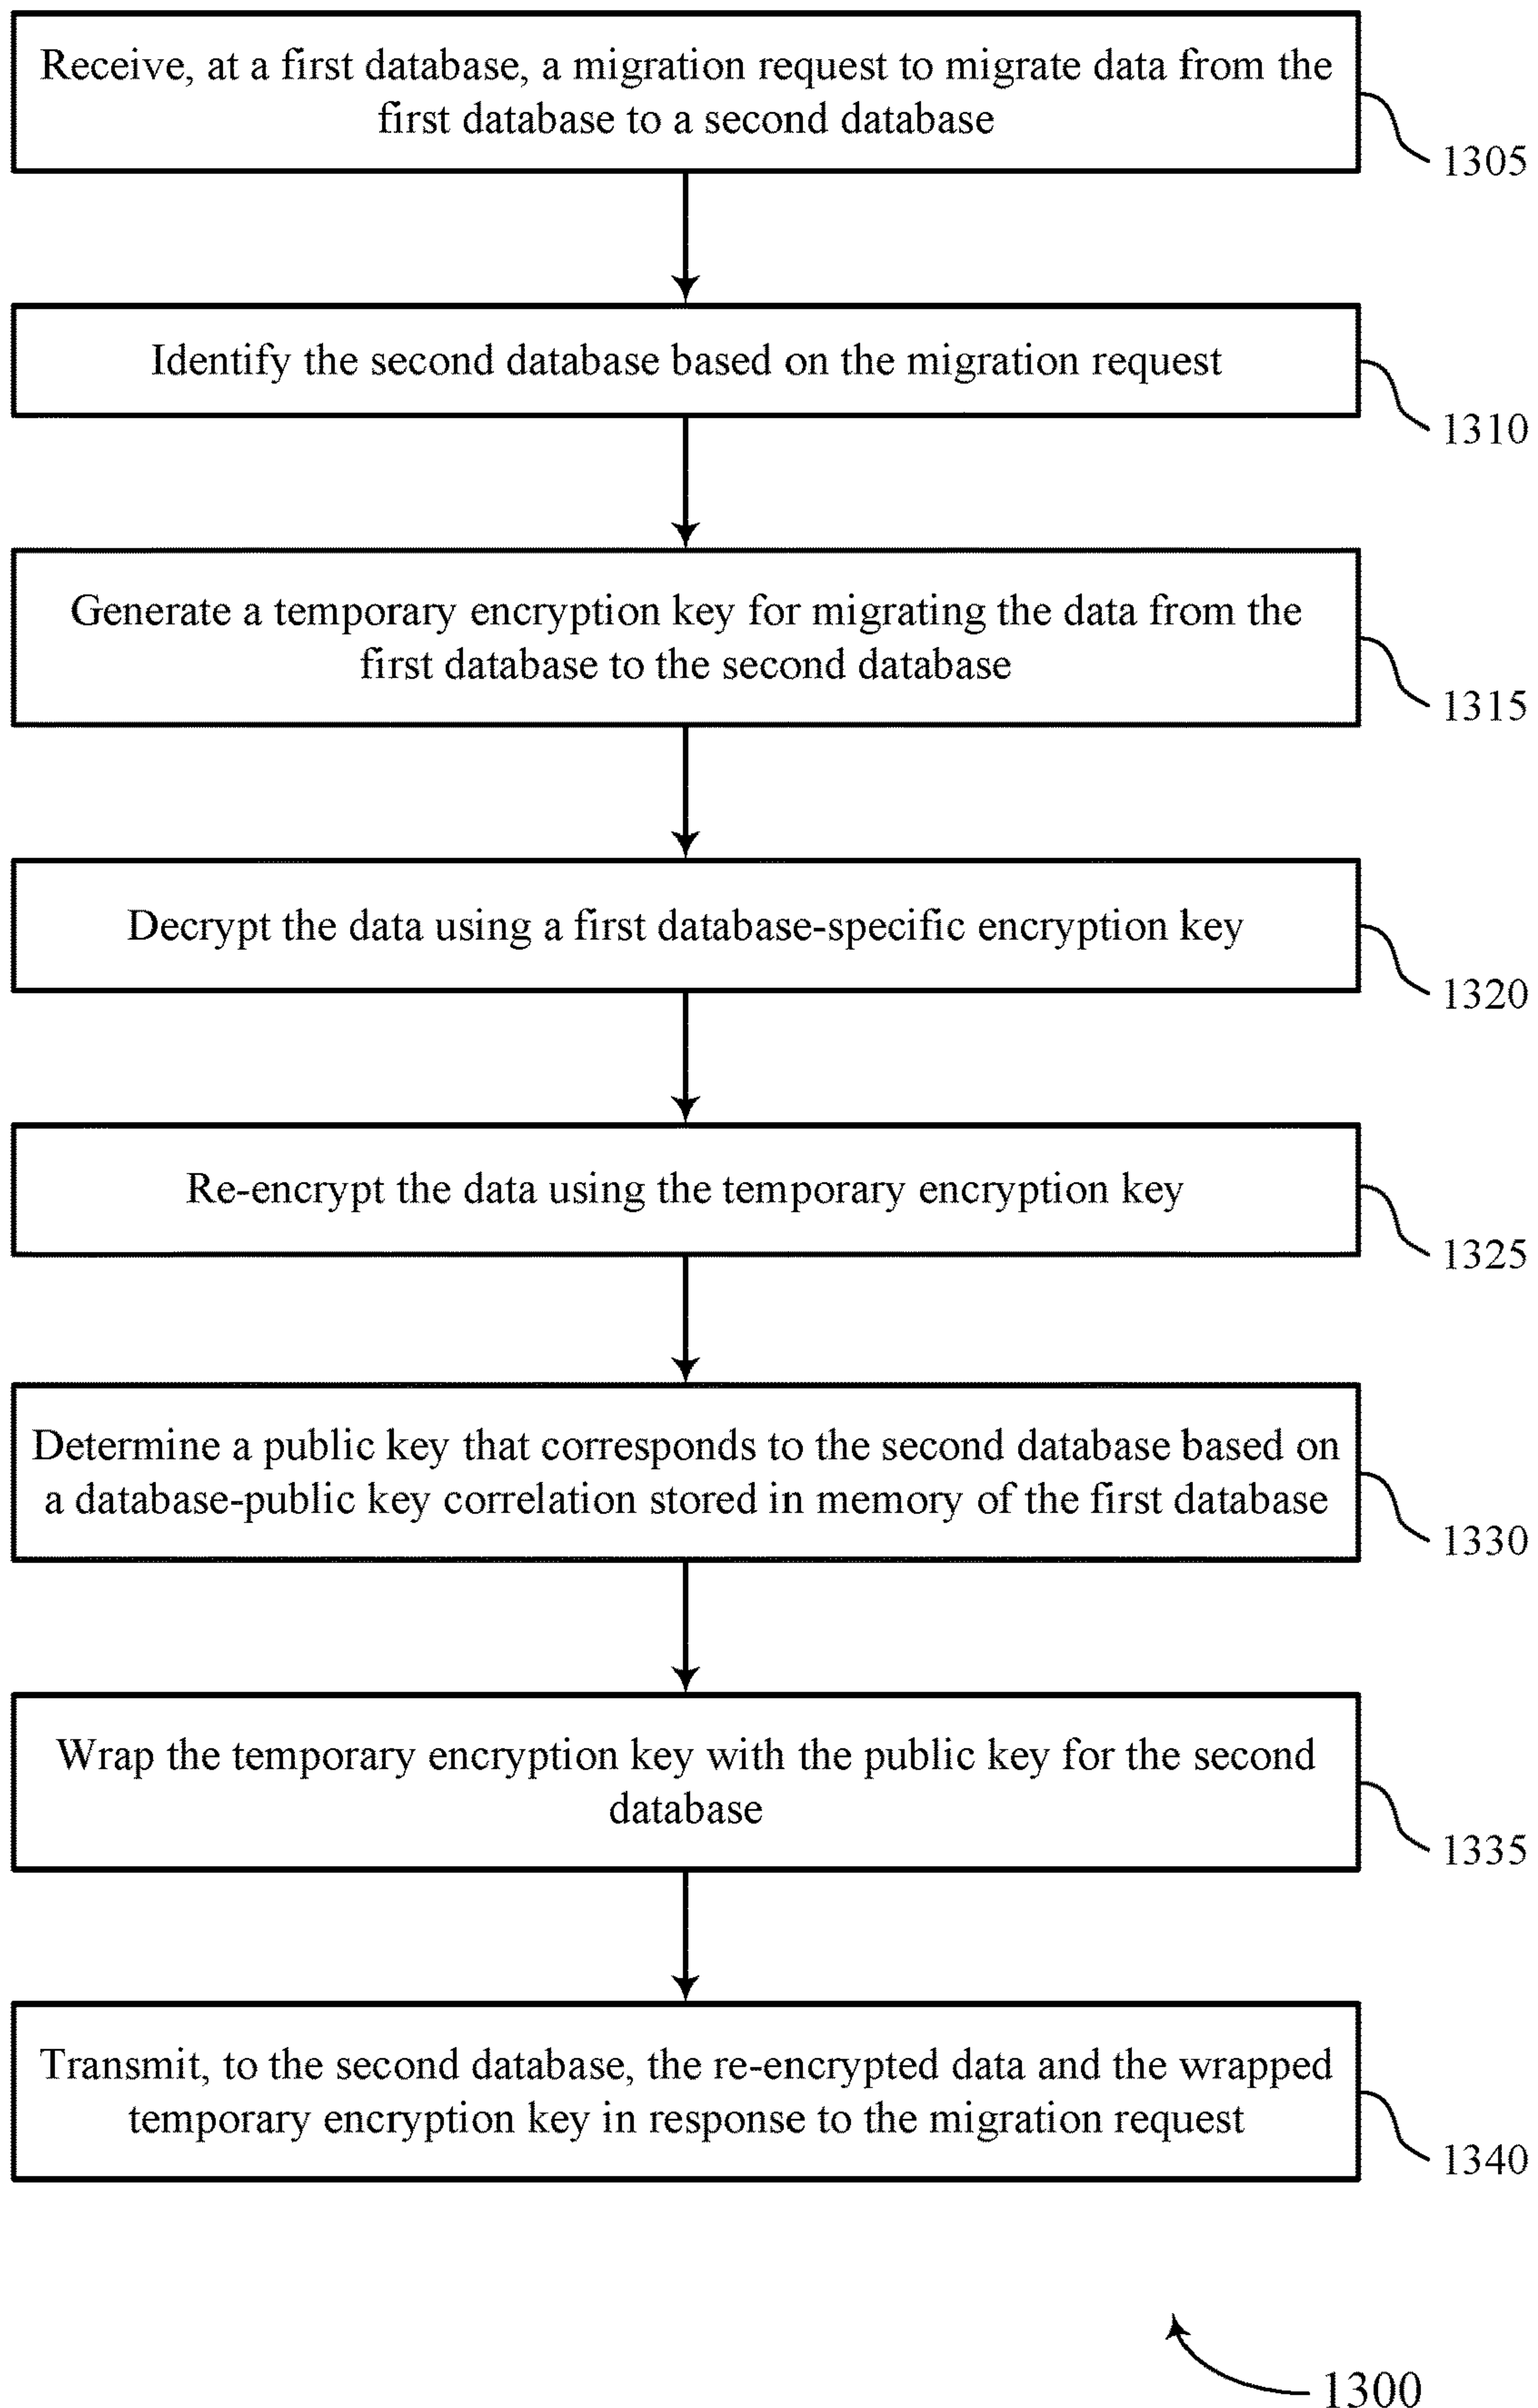 Receive, at a first database, a migration request to migrate data from the
first database to a second database
1305
Identify the second database based on the migration request
1310
Generate a temporary encryption key for migrating the data from the
first database to the second database
1315
Decrypt the data using a first database-specific encryption key
1320
Re-encrypt the data using the temporary encryption key
1325
Determine a public key that corresponds to the second database based on
a database-public key correlation stored in memory of the first database
1330
Wrap the temporary encryption key with the public key for the second
database
1335
Transmit, to the second database, the re-encrypted data and the wrapped
temporary encryption key in response to the migration request
1340
1300